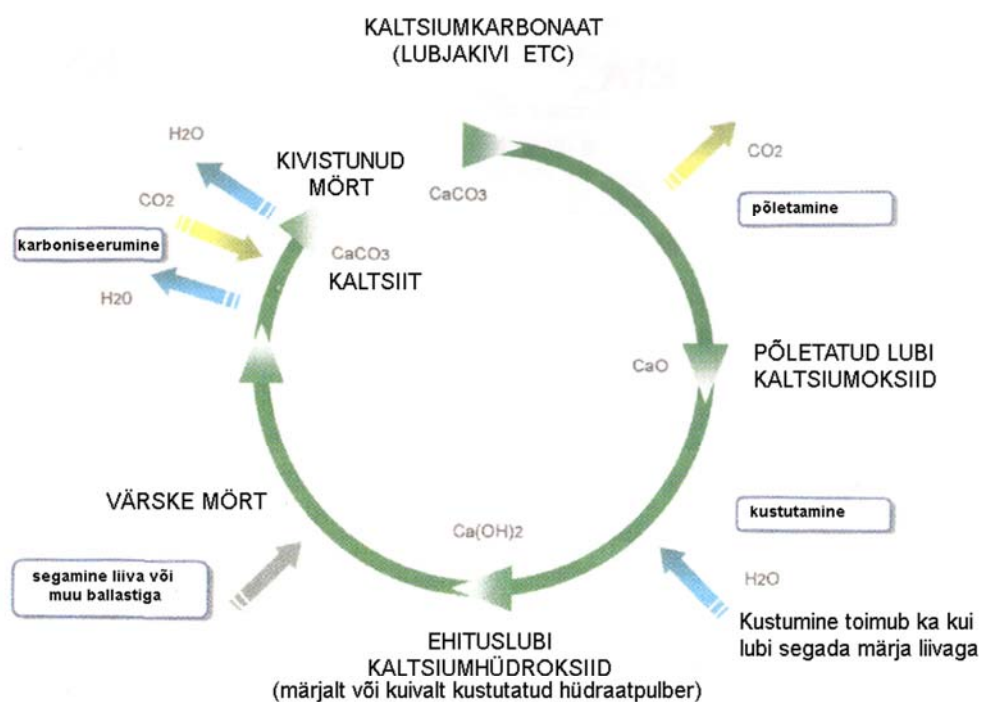 KALTSIUMKARBONAAT
(LUBJAKIVI ETC)
CaCO3
CO2
põletamine
CaO
PÕLETATUD LUBI
KALTSIUMOKSIID
kustutamine
H2O
Kustumine toimub ka kui
lubi segada märja liivaga
Ca(OH)2
EHITUSLUBI
KALTSIUMHÜDROKSIID
(märjalt või kuivalt kustutatud hüdraatpulber)
segamine liiva või
muu ballastiga
VÄRSKE MÖRT
H20
karboniseerumine
CO2
H2O
KIVISTUNUD
MÖRT
CaCO3
KALTSIIT